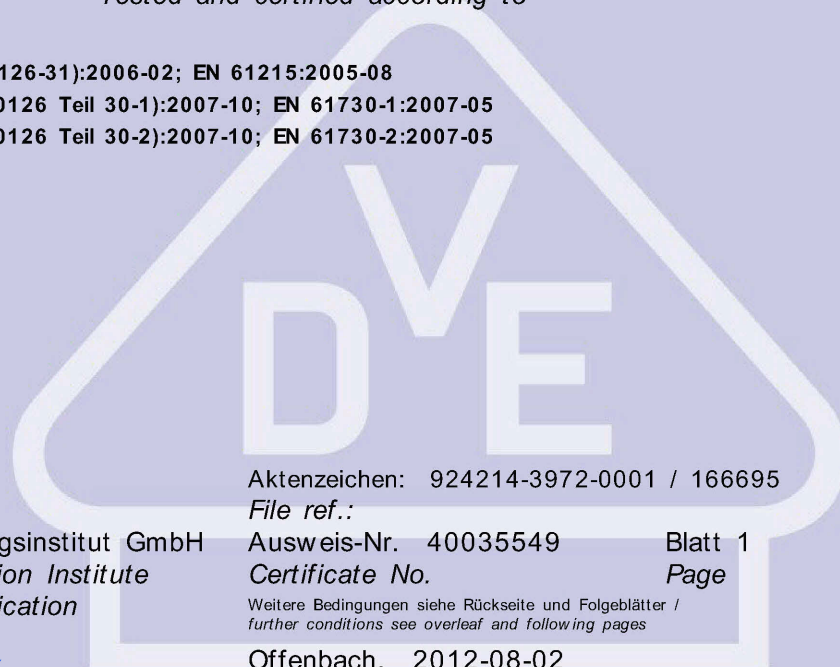 Tested and certified according to
126-31):2006-02; EN 61215:2005-08
0126 Teil 30-1):2007-10; EN 61730-1:2007-05
0126 Teil 30-2):2007-10; EN 61730-2:2007-05
VDE
Aktenzeichen: 924214-3972-0001 / 166695
File ref.:
gsinstitut GmbH Ausweis-Nr. 40035549 Blatt 1
ion Institute Certificate No. Page
ication
Weitere Bedingungen siehe Rückseite und Folgeblätter /
further conditions see overleaf and following pages
Offenbach, 2012-08-02